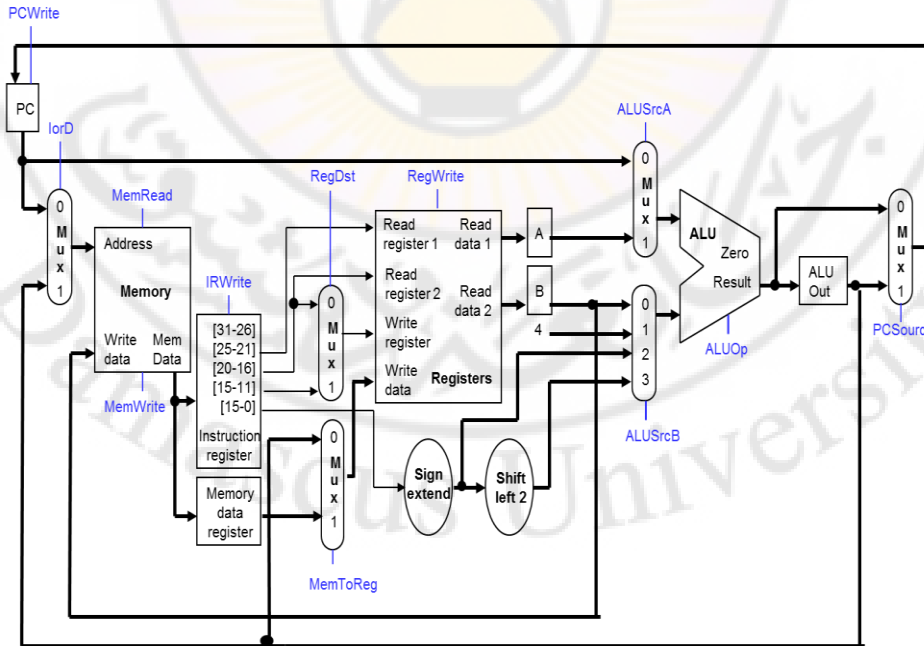 PCWrite
PC
IorD
0
M
u
x
1
MemRead
Address
Memory
Write
data
Mem
Data
MemWrite
IRWrite
[31-26]
[25-21]
[20-16]
[15-11]
[15-0]
Instruction
register
Memory
data
register
RegDst
0
M
u
x
1
0
M
u
x
1
MemToReg
RegWrite
Read
register 1
Read
data 1
Read
register 2
Read
data 2
Write
register
Write
data
Registers
Sign
extend
Shift
left 2
A
B
4
ALUSrcA
0
M
u
x
1
0
1
2
3
ALUSrcB
ALU
Zero
Result
ALUOp
ALU
Out
0
M
u
x
1
PCSourc
Damascus University